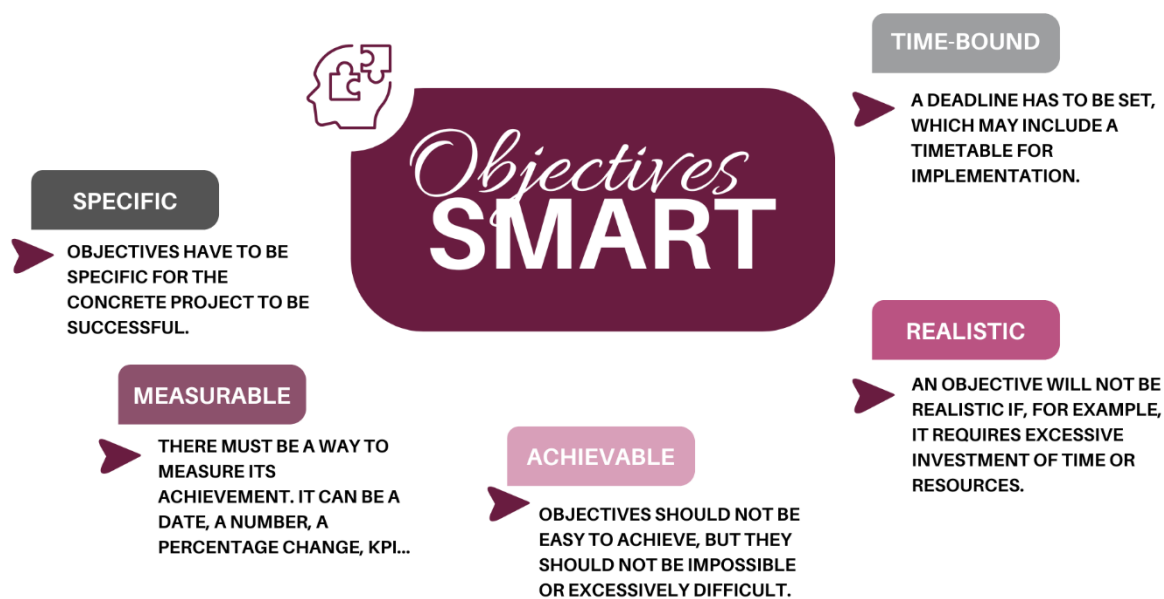 Objectives
SMART
SPECIFIC
OBJECTIVES HAVE TO BE
SPECIFIC FOR THE
CONCRETE PROJECT TO BE
SUCCESSFUL.
MEASURABLE
THERE MUST BE A WAY TO
MEASURE ITS
ACHIEVEMENT. IT CAN BE A
DATE, A NUMBER, A
PERCENTAGE CHANGE, KPI...
ACHIEVABLE
OBJECTIVES SHOULD NOT BE
EASY TO ACHIEVE, BUT THEY
SHOULD NOT BE IMPOSSIBLE
OR EXCESSIVELY DIFFICULT.
REALISTIC
AN OBJECTIVE WILL NOT BE
REALISTIC IF, FOR EXAMPLE,
IT REQUIRES EXCESSIVE
INVESTMENT OF TIME OR
RESOURCES.
TIME-BOUND
A DEADLINE HAS TO BE SET,
WHICH MAY INCLUDE A
TIMETABLE FOR
IMPLEMENTATION.